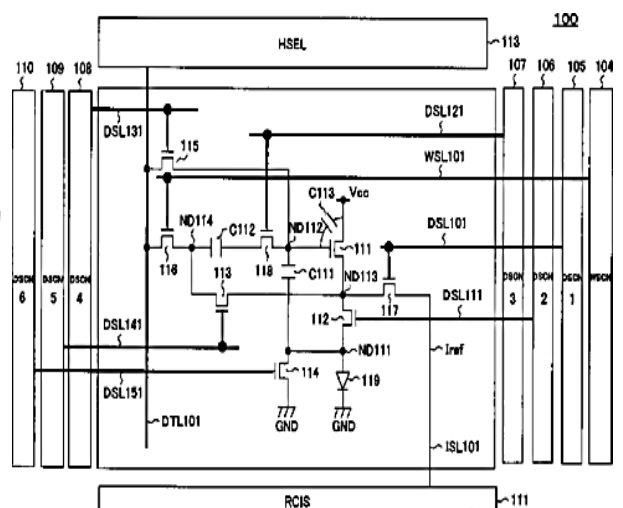 100
HSEL
113
110
109
108
107
106
105
104
DSL131
DSL121
115
WSL101
C113
Vcc
ND114
C112
ND112
DSL101
111
116
118
C111
ND113
113
117
DSL111
112
DSCN
6
DSCN
5
DSCN
4
DSCN
3
DSCN
2
DSCN
1
WSCN
DSL141
ND111
Iref
DSL151
114
119
DTL101
GND
GND
ISL101
RCIS
111